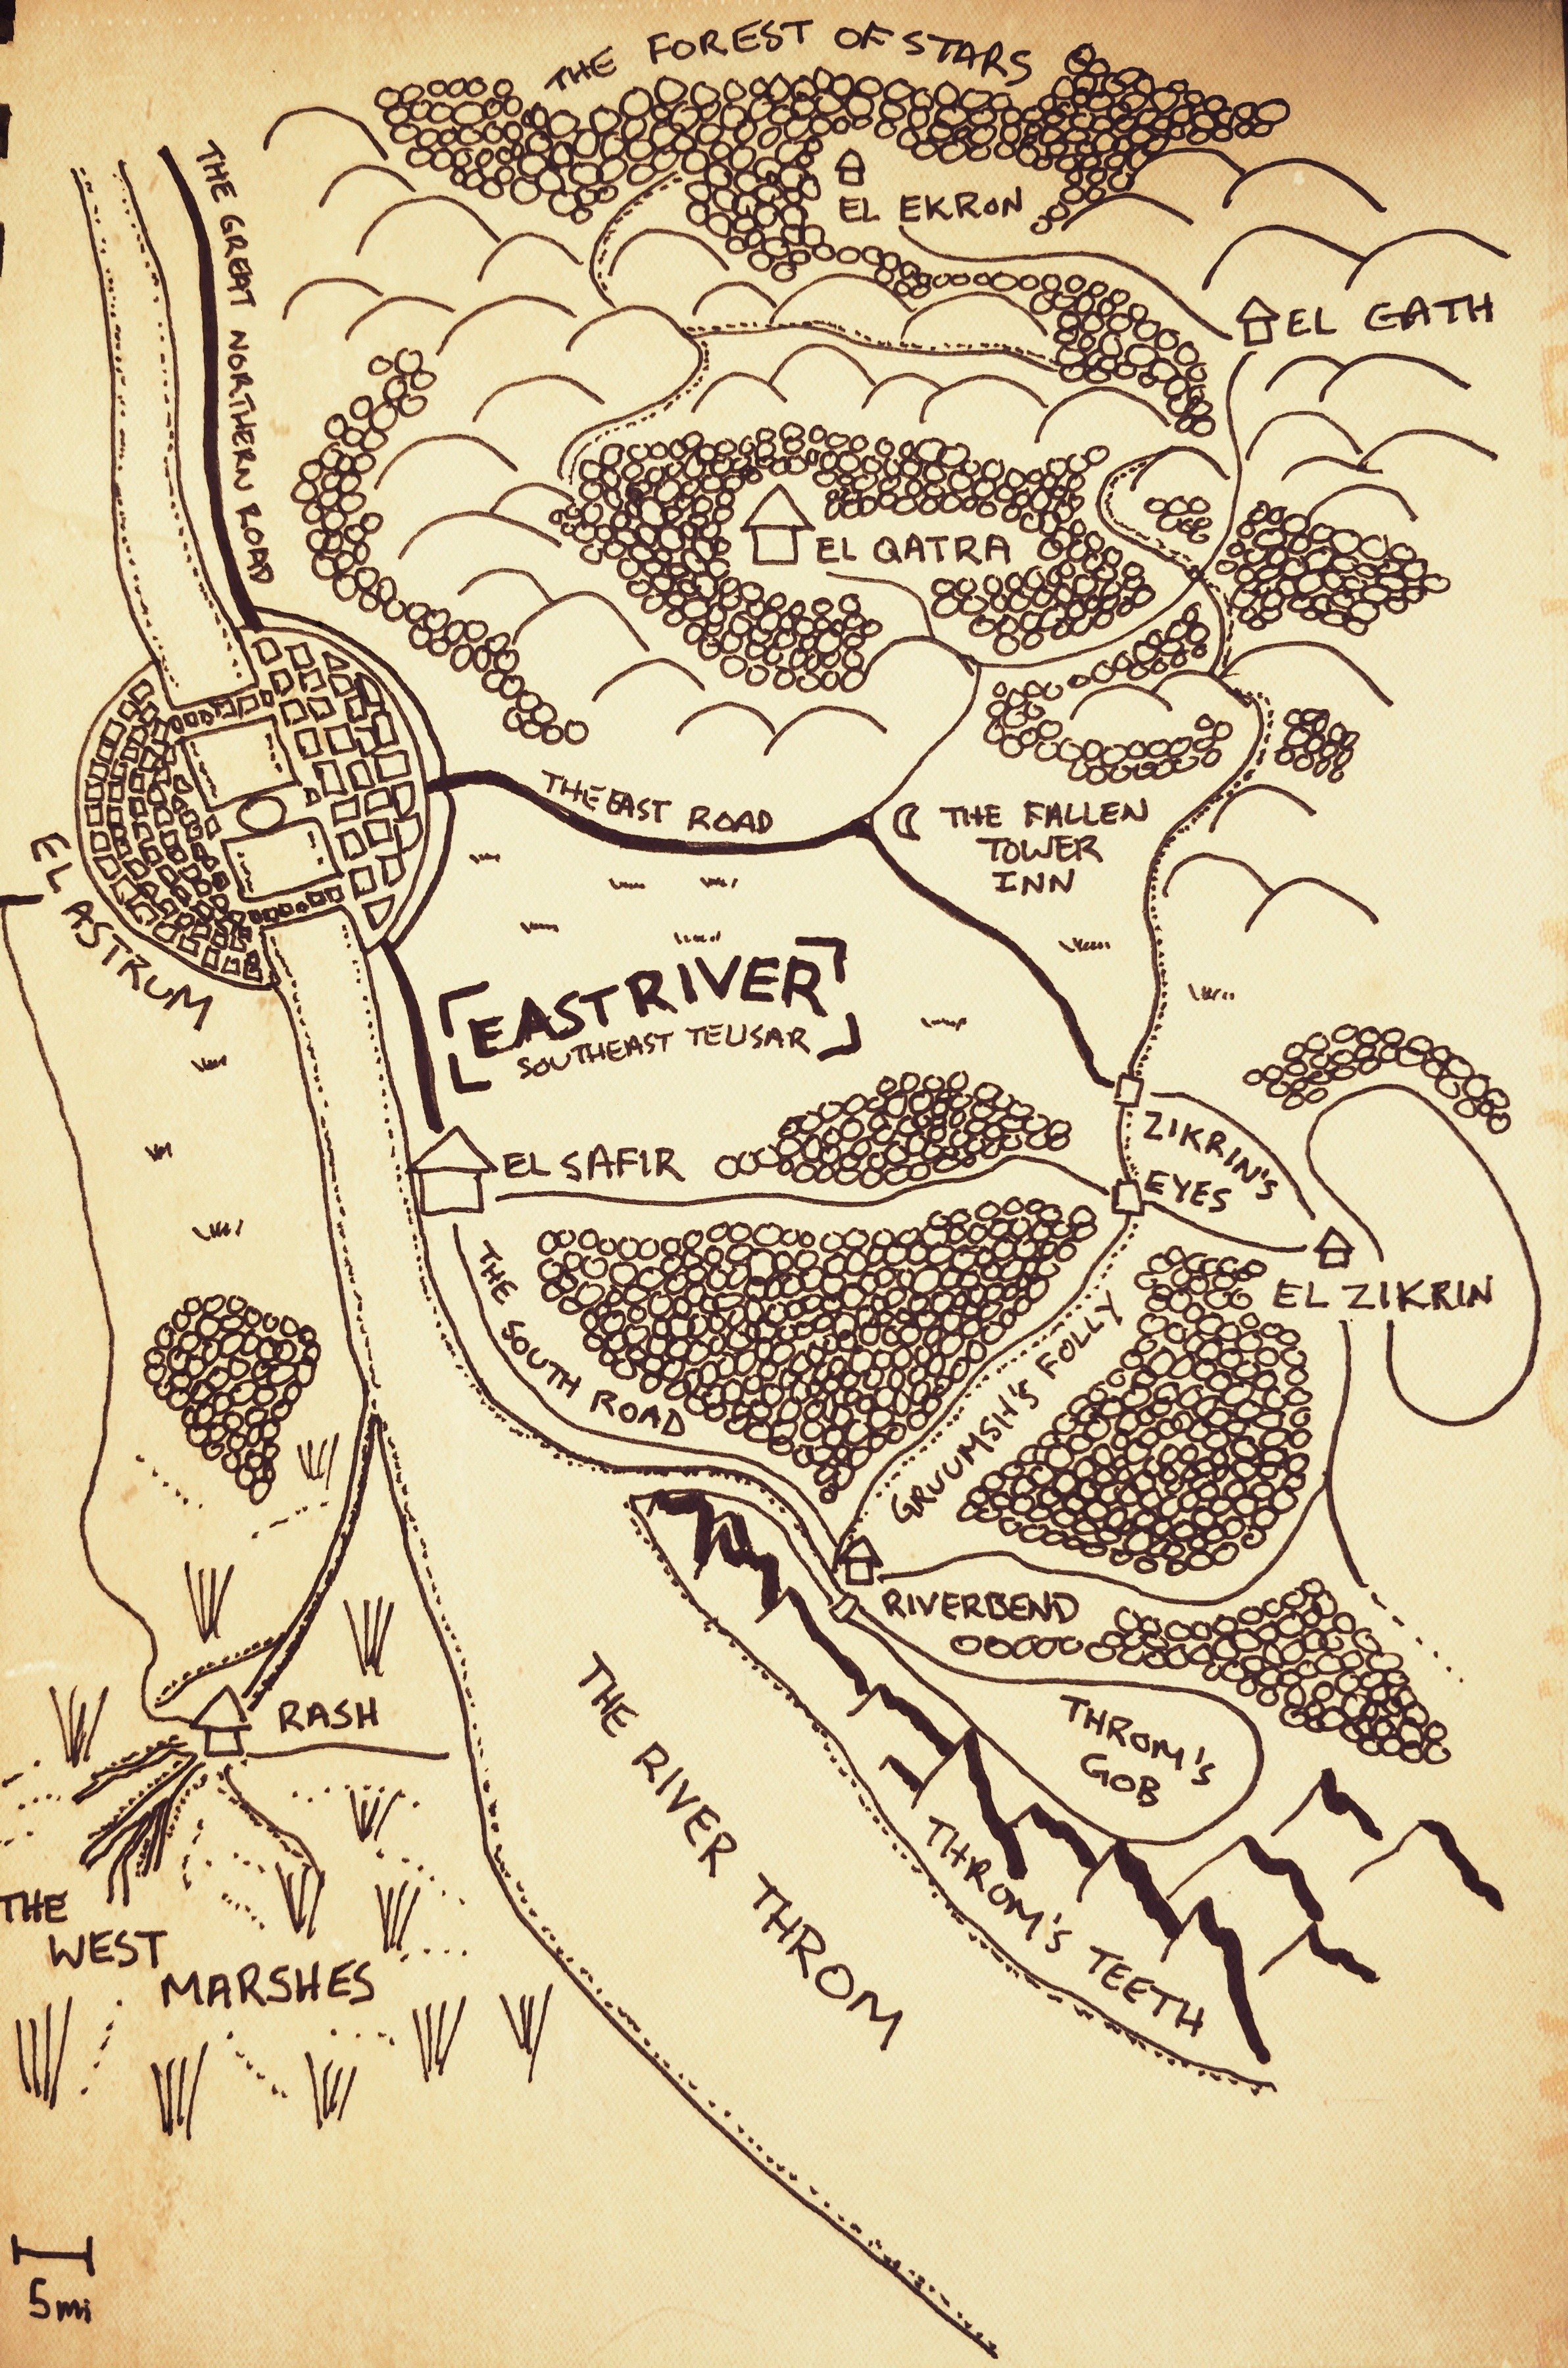 THE FOREST OF STARS
EL EKRON
THE GREAT NORTHERN ROAD
EL GATH
EL QATRA
THE EAST ROAD
THE FALLEN
TOWER
INN
EL ASTRUM
EASTRIVER
SOUTHEAST TEUSAR
ZIKRIN'S
EYES
EL SAFIR
EL ZIKRIN
THE SOUTH ROAD
GRUUMSH'S FOLLY
RIVERBEND
THROM'S
GOB
RASH
THE RIVER THROM
THROM'S TEETH
THE
WEST
MARSHES
5mi